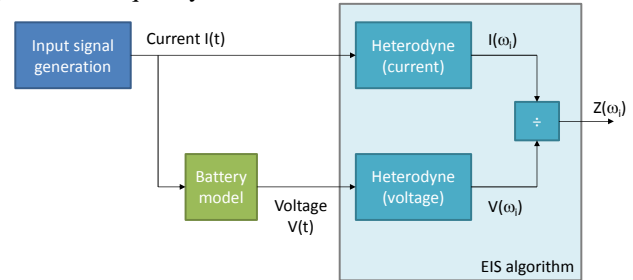 Input signal
generation
Current I(t)
Heterodyne
(current)
I(ωi)
÷
Z(ωi)
Battery
model
Voltage
V(t)
Heterodyne
(voltage)
V(ωi)
EIS algorithm